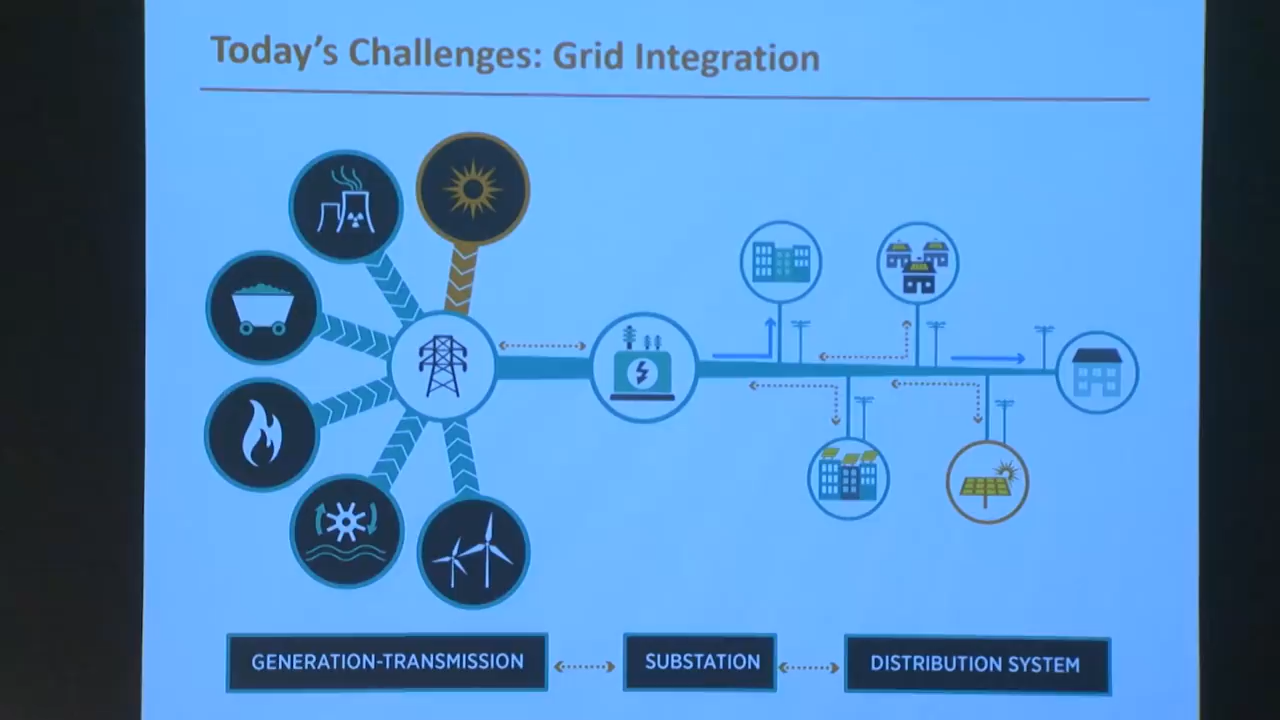 Today's Challenges: Grid Integration
GENERATION-TRANSMISSION
SUBSTATION
DISTRIBUTION SYSTEM